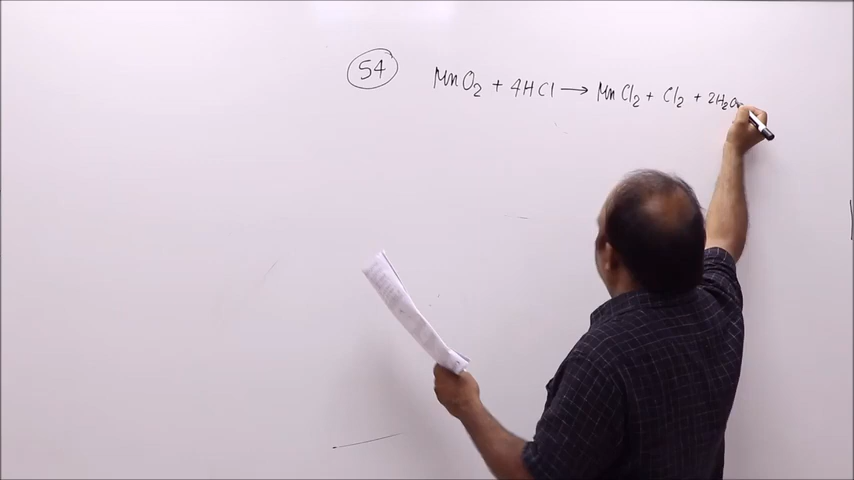 54 MnO2 + 4HCl → MnCl2 + Cl2 + 2H2O